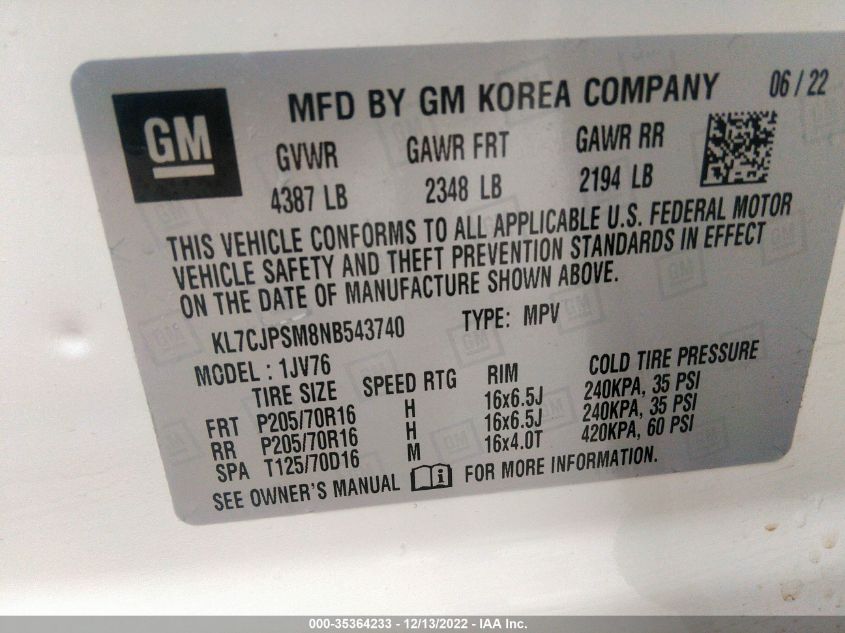 MFD BY GM KOREA COMPANY 06 / 22
GM
GVWR GAWR FRT GAWR RR
4387 LB 2348 LB 2194 LB
THIS VEHICLE CONFORMS TO ALL APPLICABLE U.S. FEDERAL MOTOR
VEHICLE SAFETY AND THEFT PREVENTION STANDARDS IN EFFECT
ON THE DATE OF MANUFACTURE SHOWN ABOVE.
KL7CJPSM8NB543740 TYPE: MPV
MODEL : 1JV76
TIRE SIZE SPEED RTG RIM COLD TIRE PRESSURE
FRT P205/70R16 H 16x6.5J 240KPA, 35 PSI
RR P205/70R16 H 16x6.5J 240KPA, 35 PSI
SPA T125/70D16 M 16x4.0T 420KPA, 60 PSI
SEE OWNER'S MANUAL FOR MORE INFORMATION.
000-35364233 - 12/13/2022 - IAA Inc.